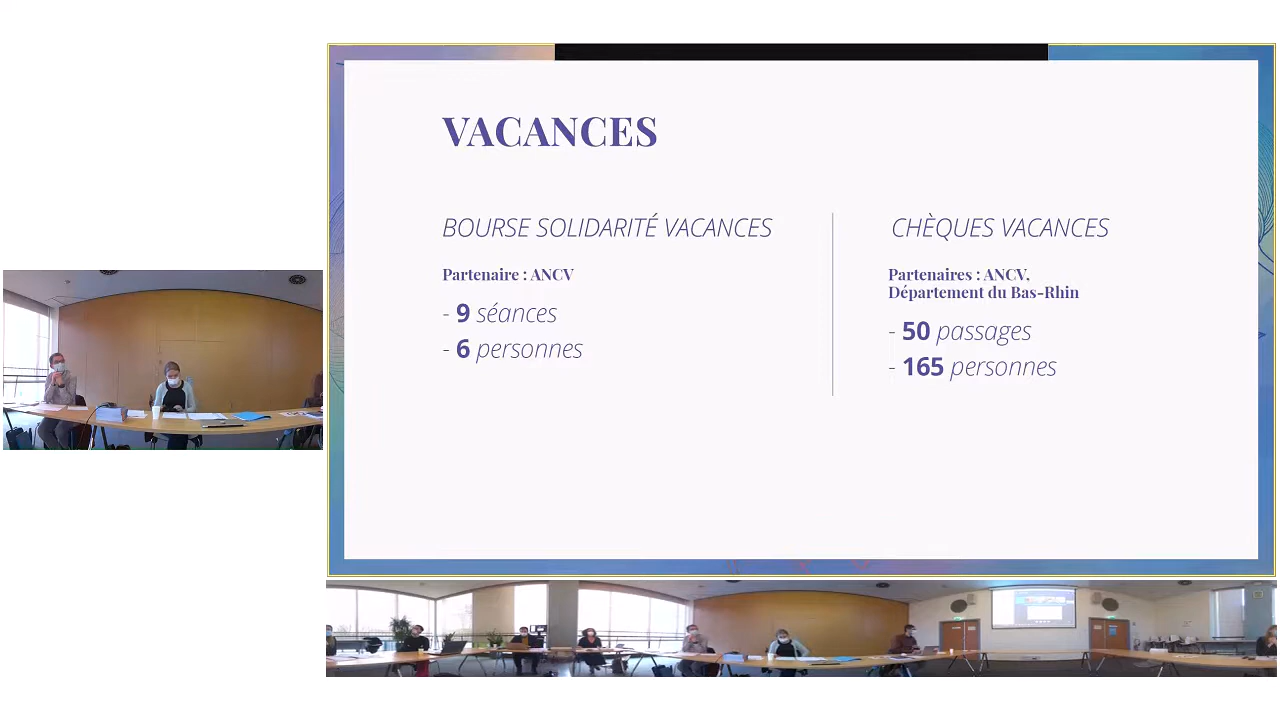 VACANCES
BOURSE SOLIDARITÉ VACANCES
Partenaire : ANCV
- 9 séances
- 6 personnes
CHÈQUES VACANCES
Partenaires : ANCV,
Département du Bas-Rhin
- 50 passages
- 165 personnes